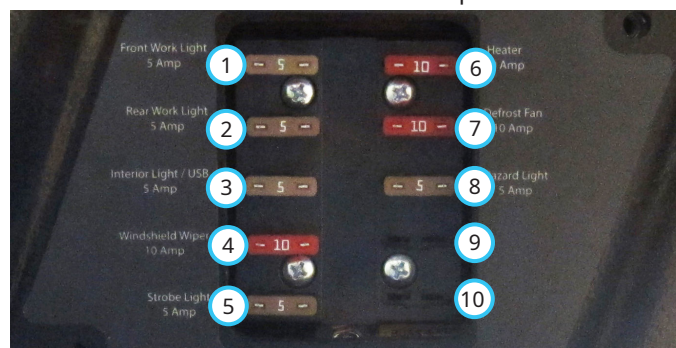 Front Work Light
5 Amp
1
5
2
Rear Work Light
5 Amp
5
3
Interior Light / USB
5 Amp
5
4
Windshield Wiper
10 Amp
10
5
Strobe Light
5 Amp
5
10
6
Heater
Amp
10
7
Defrost Fan
10 Amp
5
8
Hazard Light
5 Amp
9
10